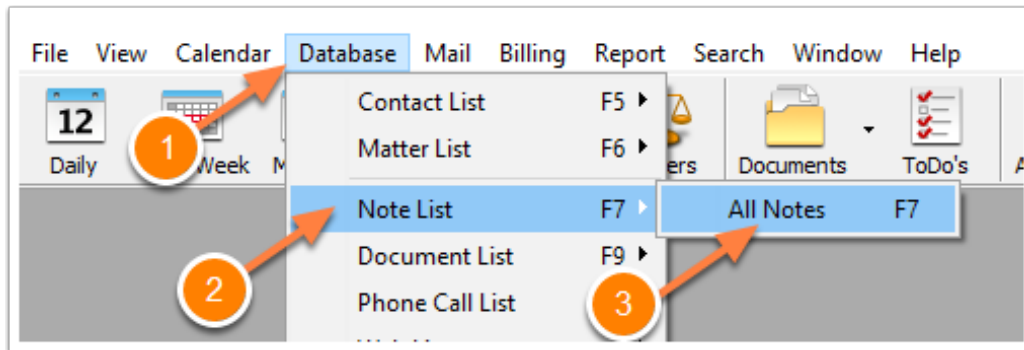 File View Calendar Database Mail Billing Report Search Window Help
12
Daily Week M ers Documents ToDo's A
1
Contact List F5
Matter List F6
Note List F7 All Notes F7
2
Document List F9
3
Phone Call List